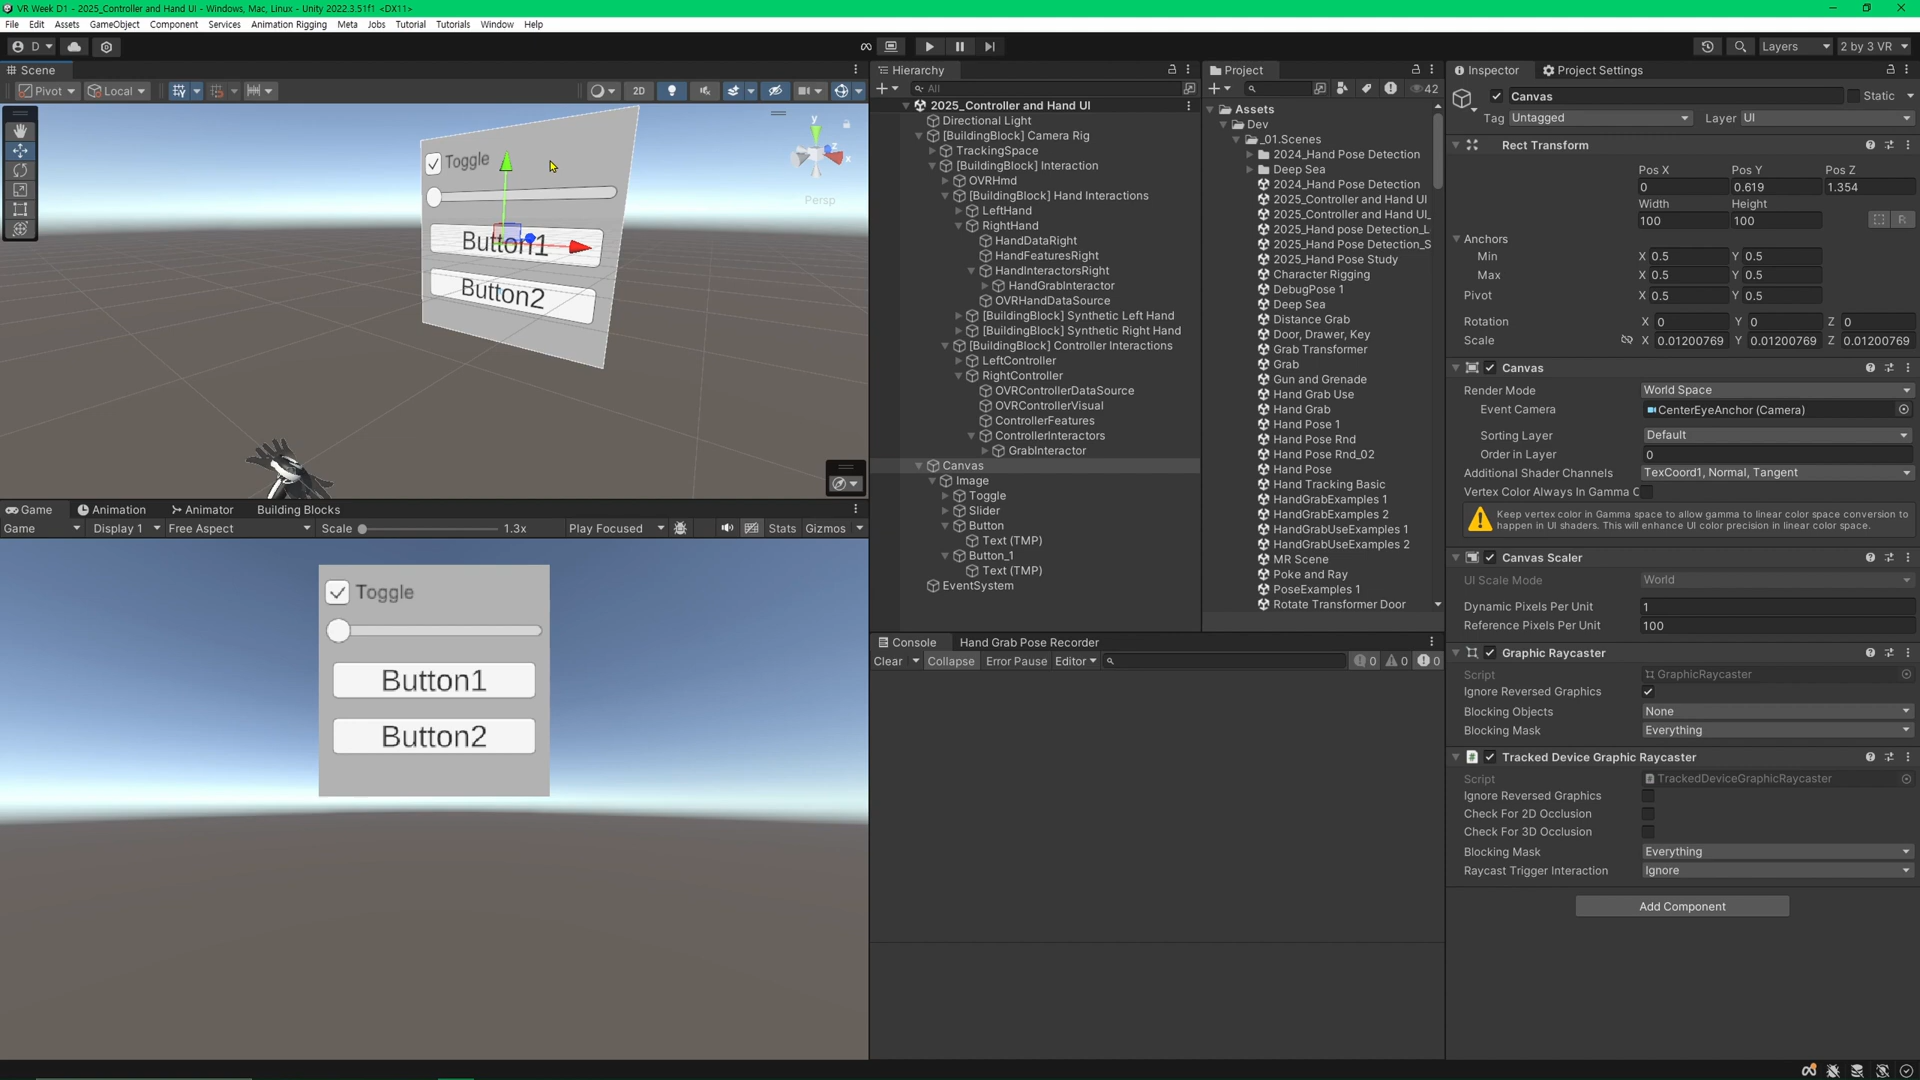 VR Week D1 - 2025_Controller and Hand UI - Windows, Mac, Linux - Unity 2022.3.51f1 <DX11>
File Edit Assets GameObject Component Services Animation Rigging Meta Jobs Tutorial Tutorials Window Help
D Layers 2 by 3 VR
Scene
Pivot Local 2D
Toggle
Button1
Button2
y
z
x
Persp
Game Animation Animator Building Blocks
Game Display 1 Free Aspect Scale 1.3x Play Focused Stats Gizmos
Toggle
Button1
Button2
Hierarchy
All
2025_Controller and Hand UI
Directional Light
[BuildingBlock] Camera Rig
TrackingSpace
[BuildingBlock] Interaction
OVRHmd
[BuildingBlock] Hand Interactions
LeftHand
RightHand
HandDataRight
HandFeaturesRight
HandInteractorsRight
HandGrabInteractor
OVRHandDataSource
[BuildingBlock] Synthetic Left Hand
[BuildingBlock] Synthetic Right Hand
[BuildingBlock] Controller Interactions
LeftController
RightController
OVRControllerDataSource
OVRControllerVisual
ControllerFeatures
ControllerInteractors
GrabInteractor
Canvas
Image
Toggle
Slider
Button
Text (TMP)
Button_1
Text (TMP)
EventSystem
Project
42
Assets
Dev
_01.Scenes
2024_Hand Pose Detection
Deep Sea
2024_Hand Pose Detection
2025_Controller and Hand UI
2025_Controller and Hand UI_
2025_Hand pose Detection_L
2025_Hand Pose Detection_S
2025_Hand Pose Study
Character Rigging
DebugPose 1
Deep Sea
Distance Grab
Door, Drawer, Key
Grab Transformer
Grab
Gun and Grenade
Hand Grab Use
Hand Grab
Hand Pose 1
Hand Pose Rnd
Hand Pose Rnd_02
Hand Pose
Hand Tracking Basic
HandGrabExamples 1
HandGrabExamples 2
HandGrabUseExamples 1
HandGrabUseExamples 2
MR Scene
Poke and Ray
PoseExamples 1
Rotate Transformer Door
Console Hand Grab Pose Recorder
Clear Collapse Error Pause Editor 0 0 0
Inspector Project Settings
Canvas Static
Tag Untagged Layer UI
Rect Transform
Pos X Pos Y Pos Z
0 0.619 1.354
Width Height
100 100 R
Anchors
Min X 0.5 Y 0.5
Max X 0.5 Y 0.5
Pivot X 0.5 Y 0.5
Rotation X 0 Y 0 Z 0
Scale X 0.01200769 Y 0.01200769 Z 0.01200769
Canvas
Render Mode World Space
Event Camera CenterEyeAnchor (Camera)
Sorting Layer Default
Order in Layer 0
Additional Shader Channels TexCoord1, Normal, Tangent
Vertex Color Always In Gamma C
Keep vertex color in Gamma space to allow gamma to linear color space conversion to
happen in UI shaders. This will enhance UI color precision in linear color space.
Canvas Scaler
UI Scale Mode World
Dynamic Pixels Per Unit 1
Reference Pixels Per Unit 100
Graphic Raycaster
Script GraphicRaycaster
Ignore Reversed Graphics
Blocking Objects None
Blocking Mask Everything
Tracked Device Graphic Raycaster
Script TrackedDeviceGraphicRaycaster
Ignore Reversed Graphics
Check For 2D Occlusion
Check For 3D Occlusion
Blocking Mask Everything
Raycast Trigger Interaction Ignore
Add Component